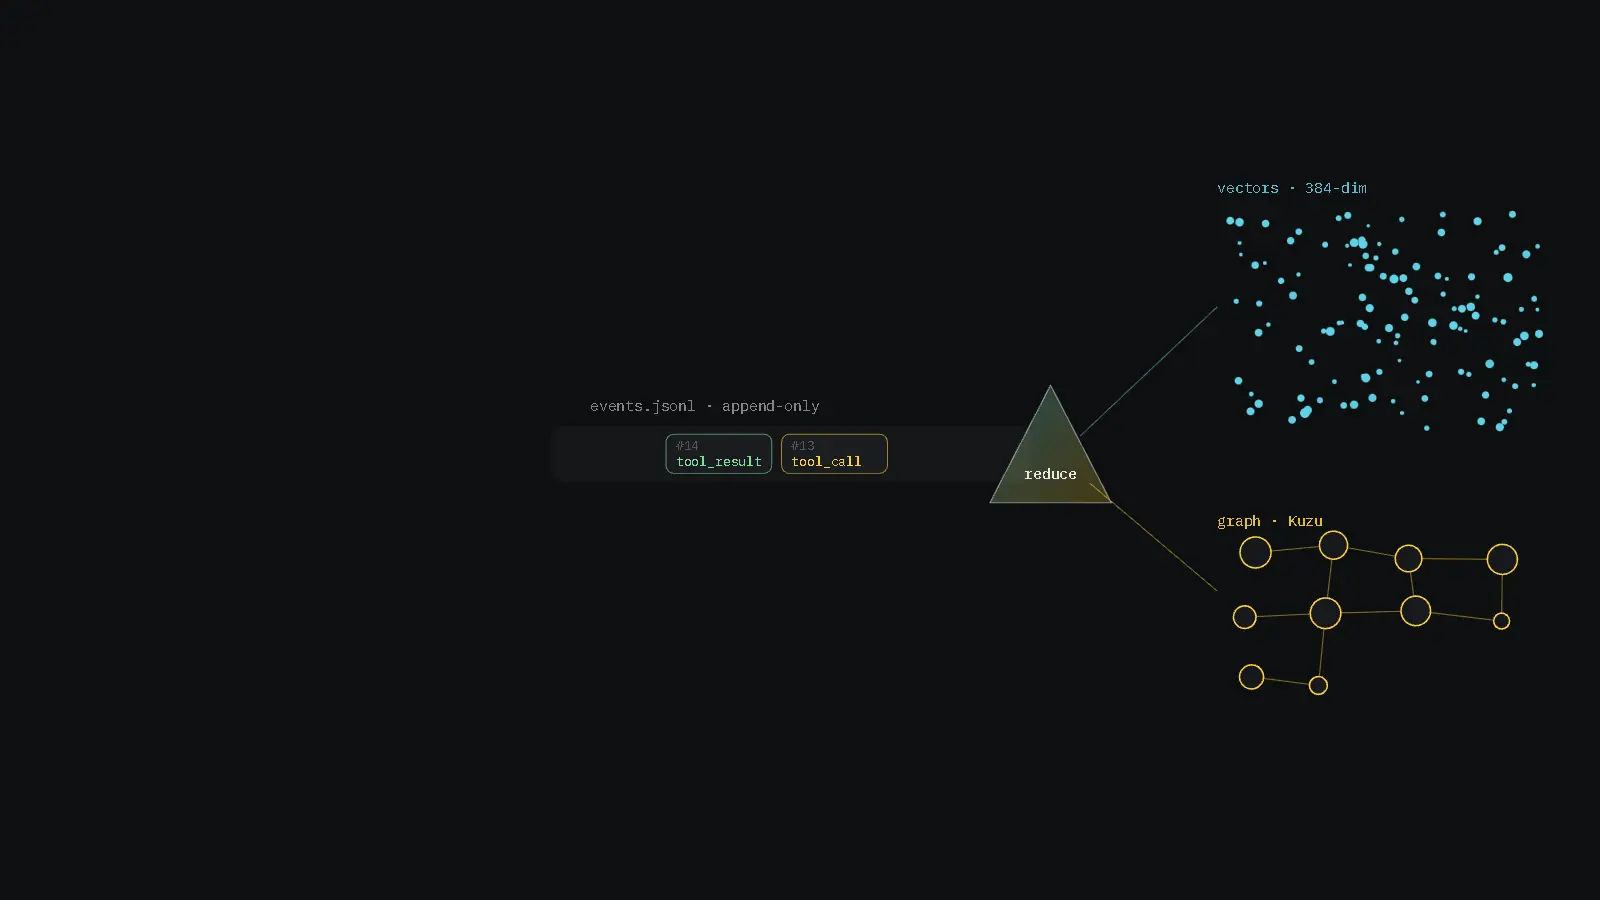 vectors · 384-dim
events.jsonl · append-only
#14
tool_result
#13
tool_call
reduce
graph · Kuzu